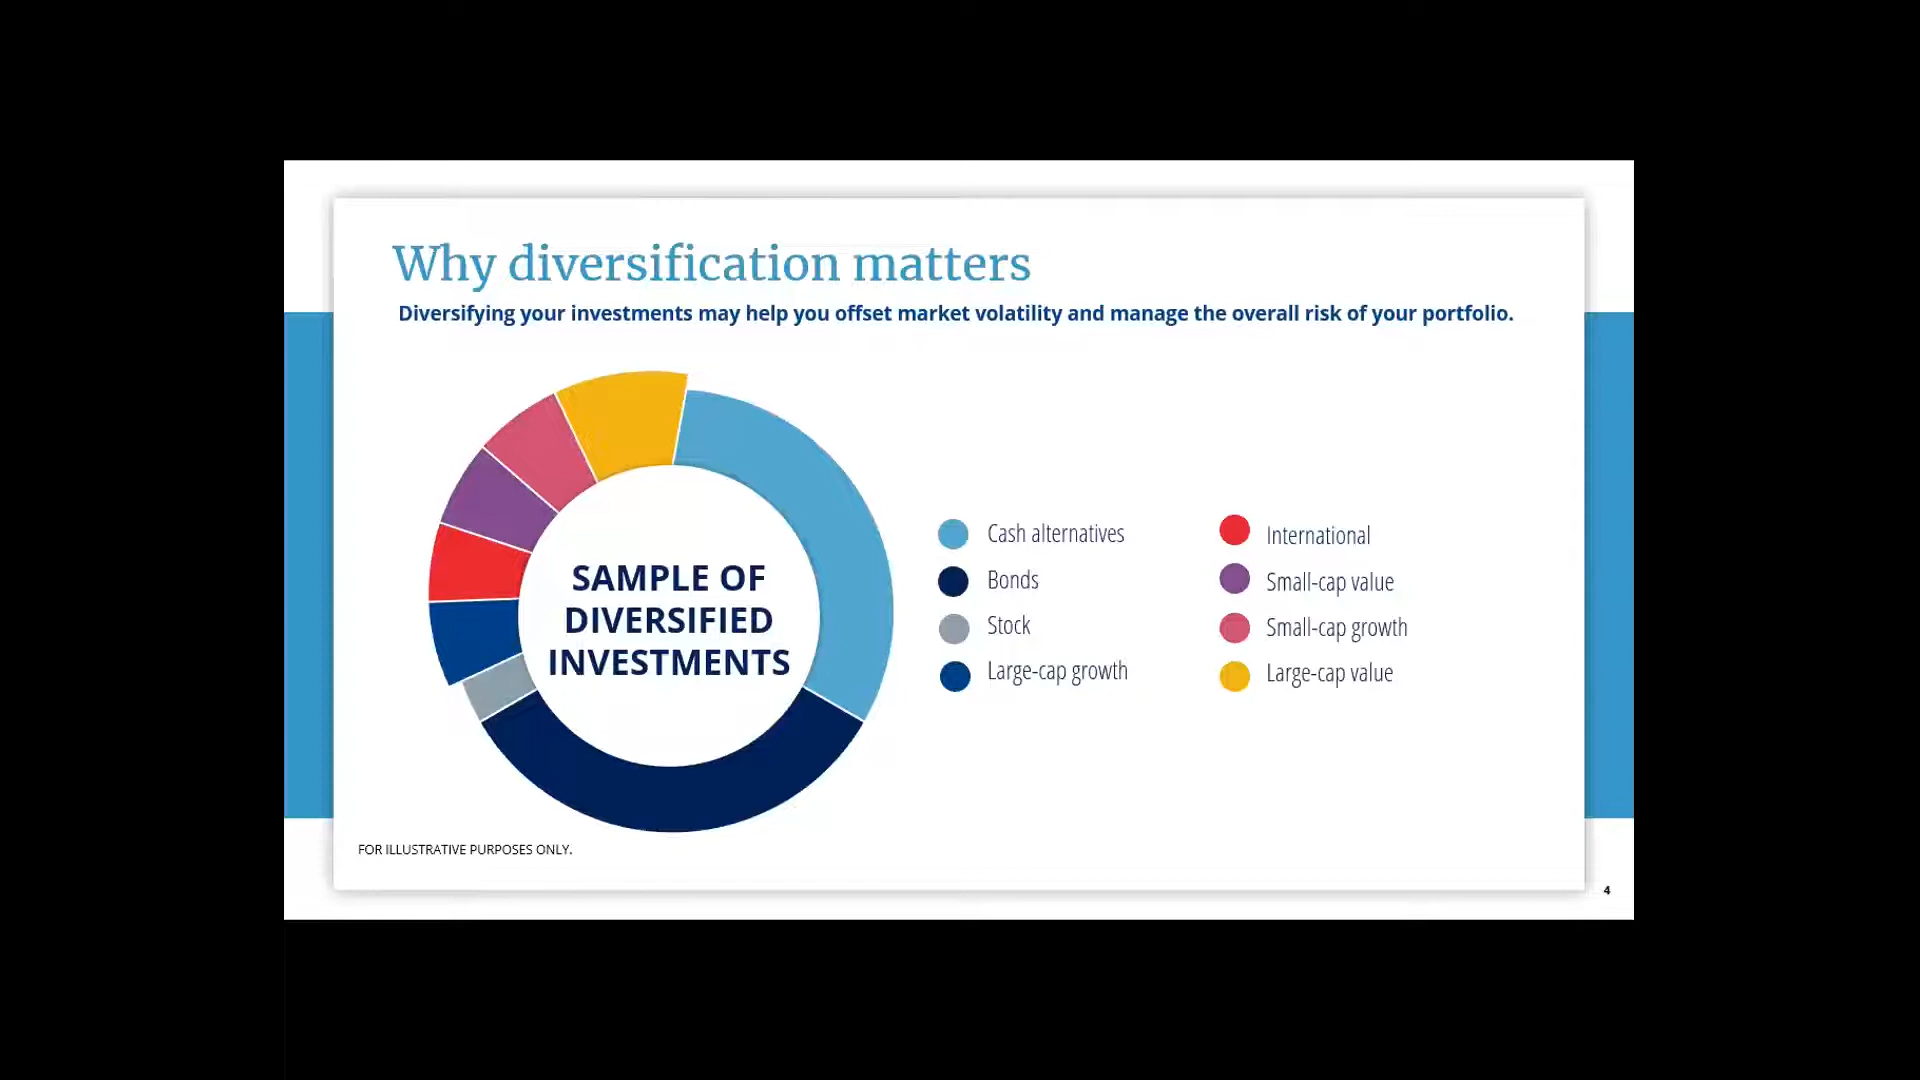 Why diversification matters
Diversifying your investments may help you offset market volatility and manage the overall risk of your portfolio.
SAMPLE OF
DIVERSIFIED
INVESTMENTS
Cash alternatives
Bonds
Stock
Large-cap growth
International
Small-cap value
Small-cap growth
Large-cap value
FOR ILLUSTRATIVE PURPOSES ONLY.
4